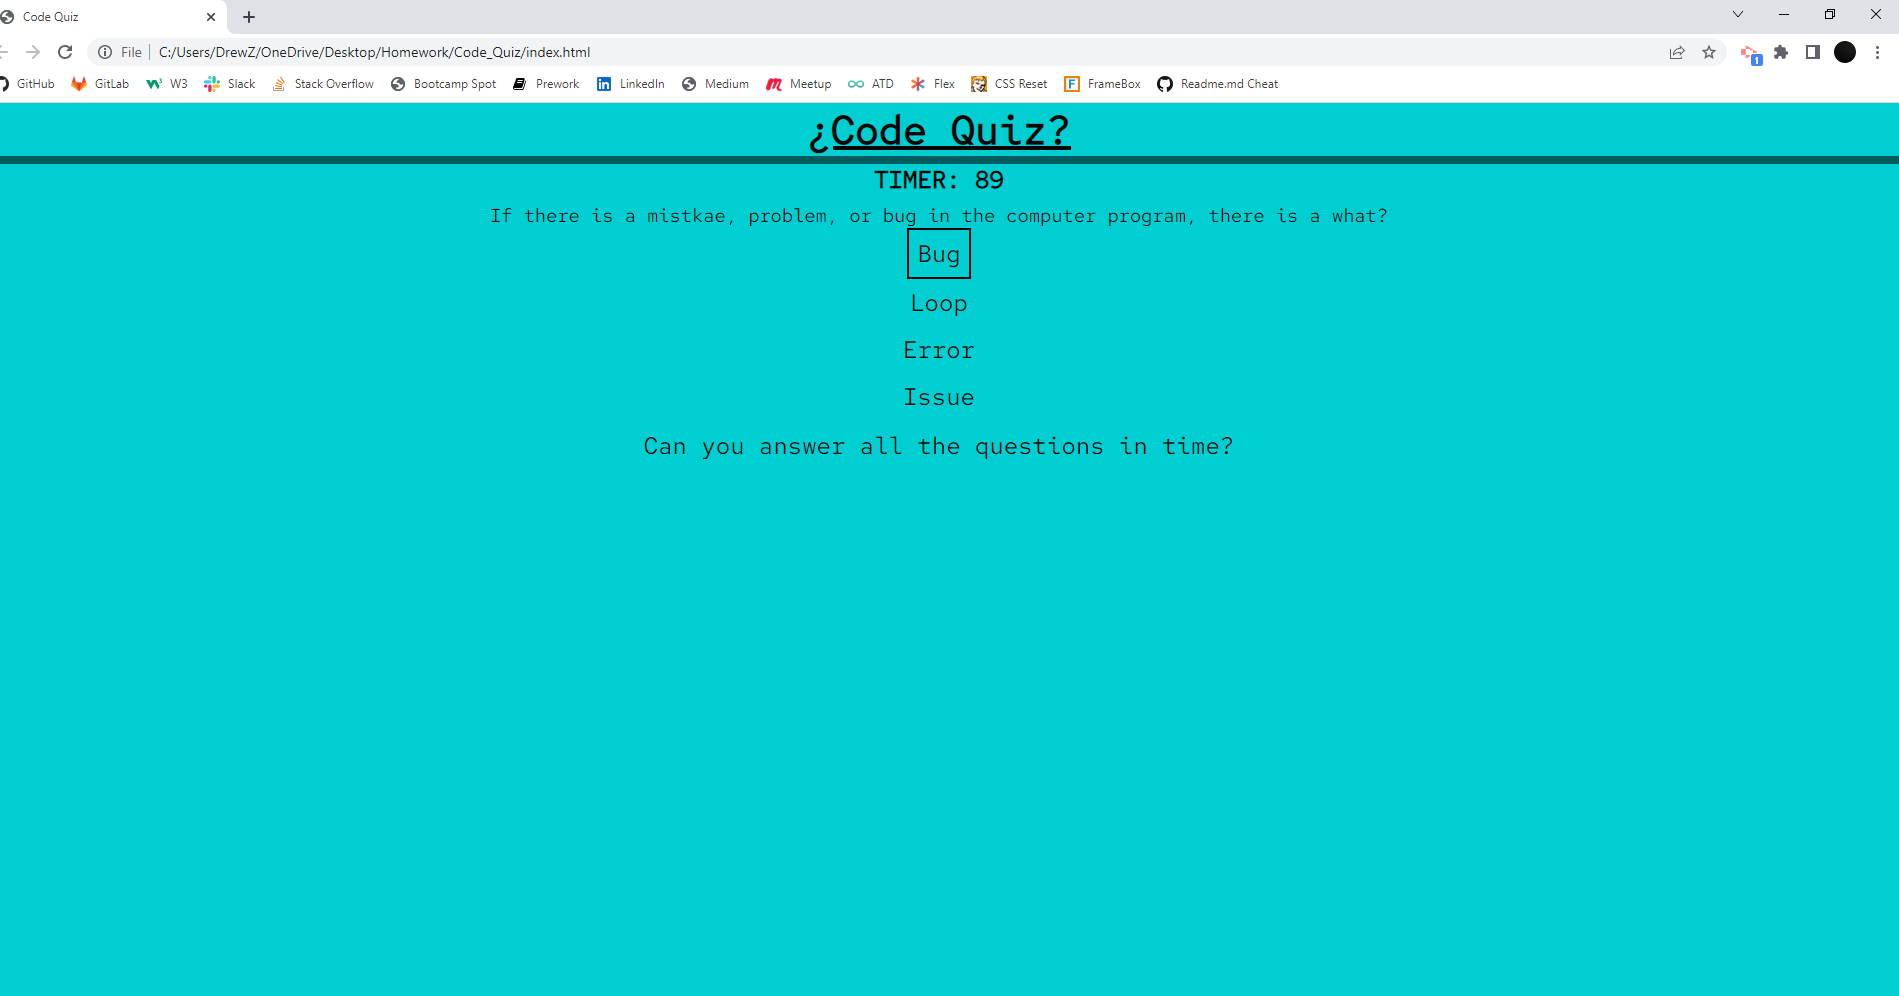 Code Quiz
File C:/Users/DrewZ/OneDrive/Desktop/Homework/Code_Quiz/index.html
1
GitHub GitLab W3 Slack Stack Overflow Bootcamp Spot Prework LinkedIn Medium Meetup ATD Flex CSS Reset FrameBox Readme.md Cheat
¿Code Quiz?
TIMER: 89
If there is a mistkae, problem, or bug in the computer program, there is a what?
Bug
Loop
Error
Issue
Can you answer all the questions in time?